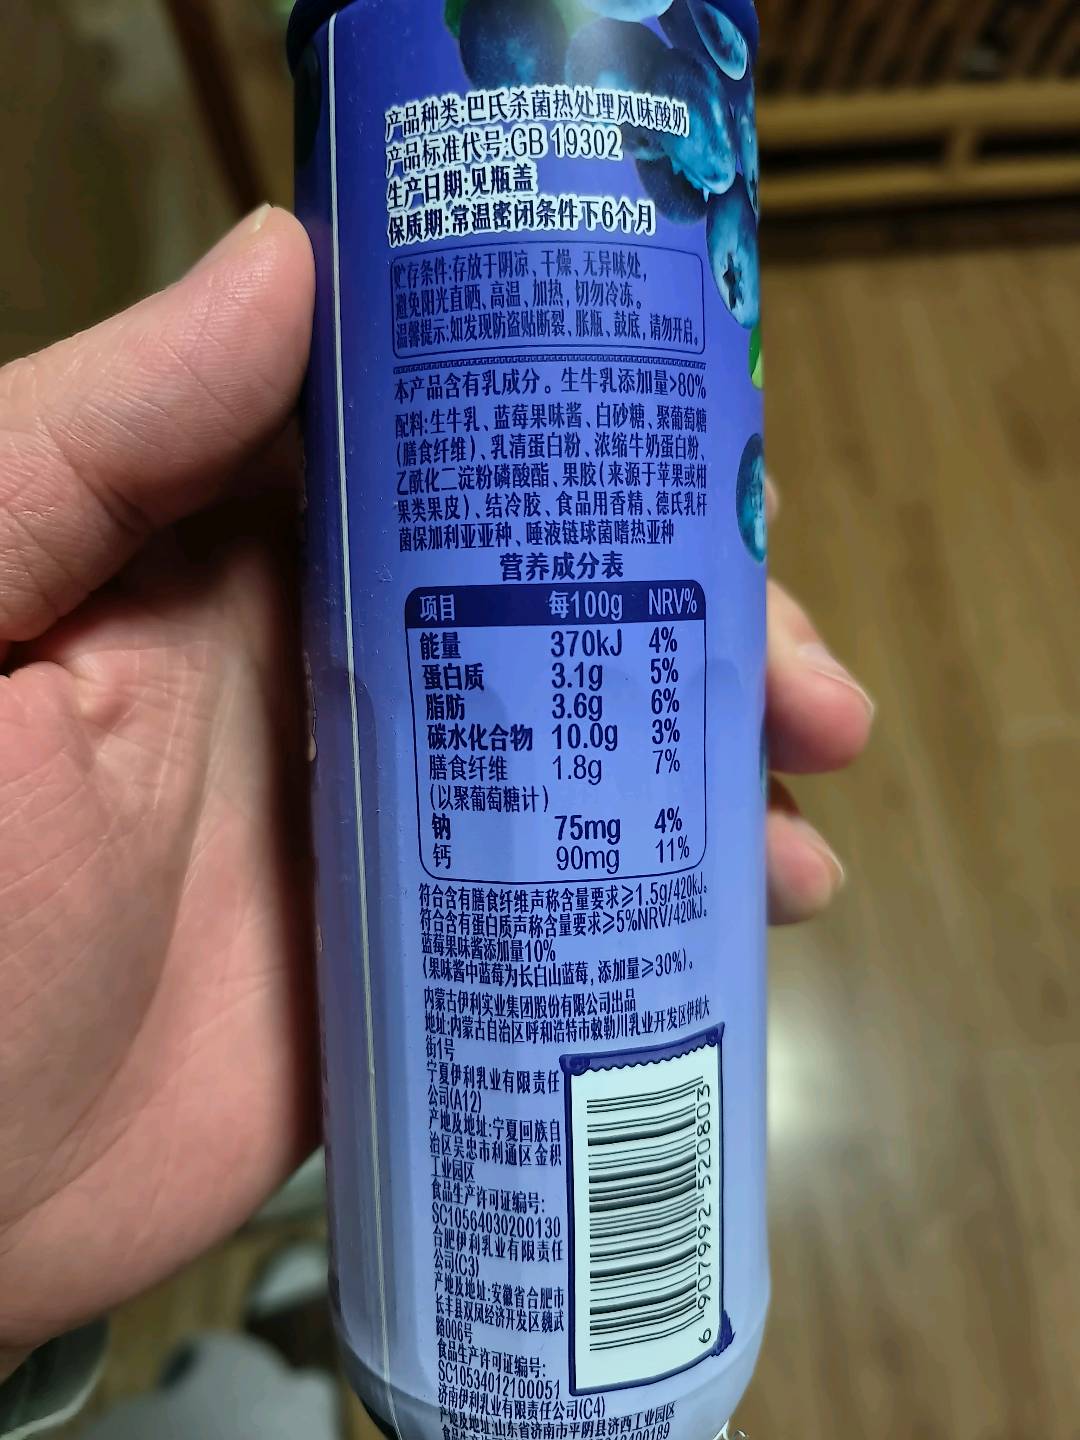 产品种类:巴氏杀菌热处理风味酸奶
产品标准代号:GB 19302
生产日期:见瓶盖
保质期:常温密闭条件下6个月
贮存条件:存放于阴凉、干燥、无异味处,
避免阳光直晒、高温、加热,切勿冷冻。
温馨提示:如发现防盗贴断裂、胀瓶、鼓底,请勿开启。
本产品含有乳成分。生牛乳添加量>80%
配料:生牛乳、蓝莓果味酱、白砂糖、聚葡萄糖
(膳食纤维)、乳清蛋白粉、浓缩牛奶蛋白粉、
乙酰化二淀粉磷酸酯、果胶(来源于苹果或柑
果类果皮)、结冷胶、食品用香精、德氏乳杆
菌保加利亚亚种、唾液链球菌嗜热亚种
营养成分表
项目 每100g NRV%
能量 370kJ 4%
蛋白质 3.1g 5%
脂肪 3.6g 6%
碳水化合物 10.0g 3%
膳食纤维 1.8g 7%
(以聚葡萄糖计)
钠 75mg 4%
钙 90mg 11%
符合含有膳食纤维声称含量要求≥1.5g/420kJ。
符合含有蛋白质声称含量要求≥5%NRV/420kJ。
蓝莓果味酱添加量10%
(果味酱中蓝莓为长白山蓝莓,添加量≥30%)。
内蒙古伊利实业集团股份有限公司出品
地址:内蒙古自治区呼和浩特市敕勒川乳业开发区伊利大
街1号
宁夏伊利乳业有限责任
公司(A12)
产地及地址:宁夏回族自
治区吴忠市利通区金积
工业园区
食品生产许可证编号:
SC10564030200130
合肥伊利乳业有限责任
公司(C3)
产地及地址:安徽省合肥市
长丰县双凤经济开发区魏武
路006号
食品生产许可证编号:
SC10534012100051
济南伊利乳业有限责任公司(C4)
产地及地址:山东省济南市平阴县济西工业园区
6 907992 520803